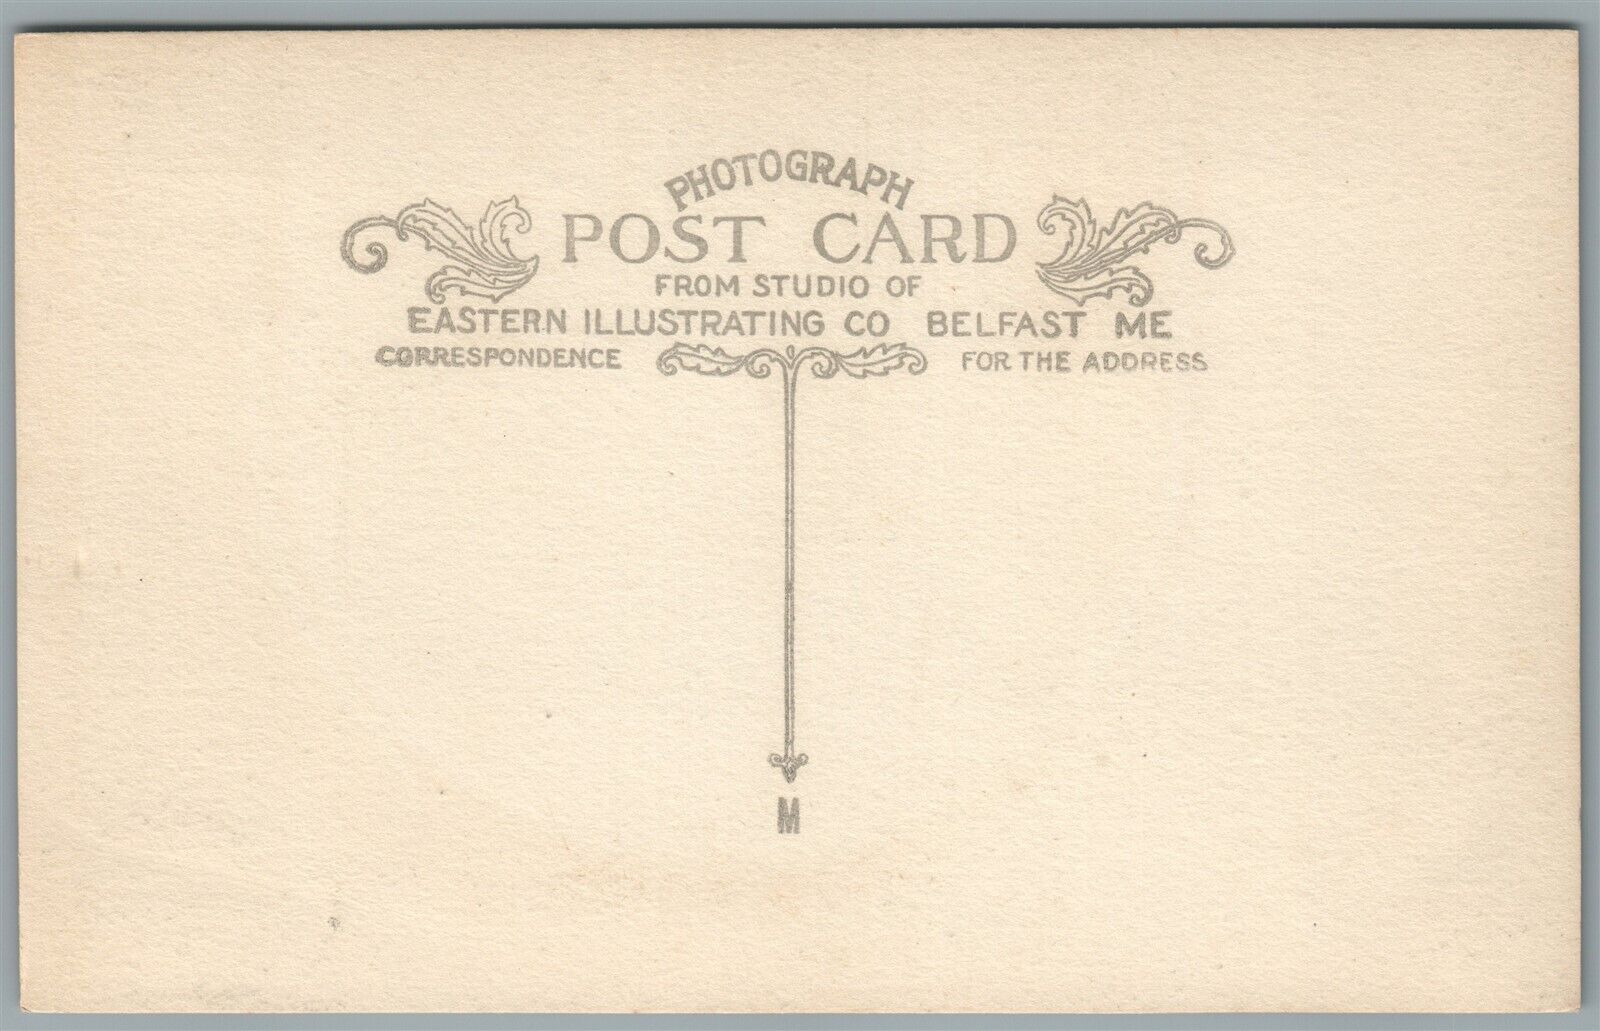 PHOTOGRAPH
POST CARD
FROM STUDIO OF
EASTERN ILLUSTRATING CO BELFAST ME
CORRESPONDENCE FOR THE ADDRESS
M